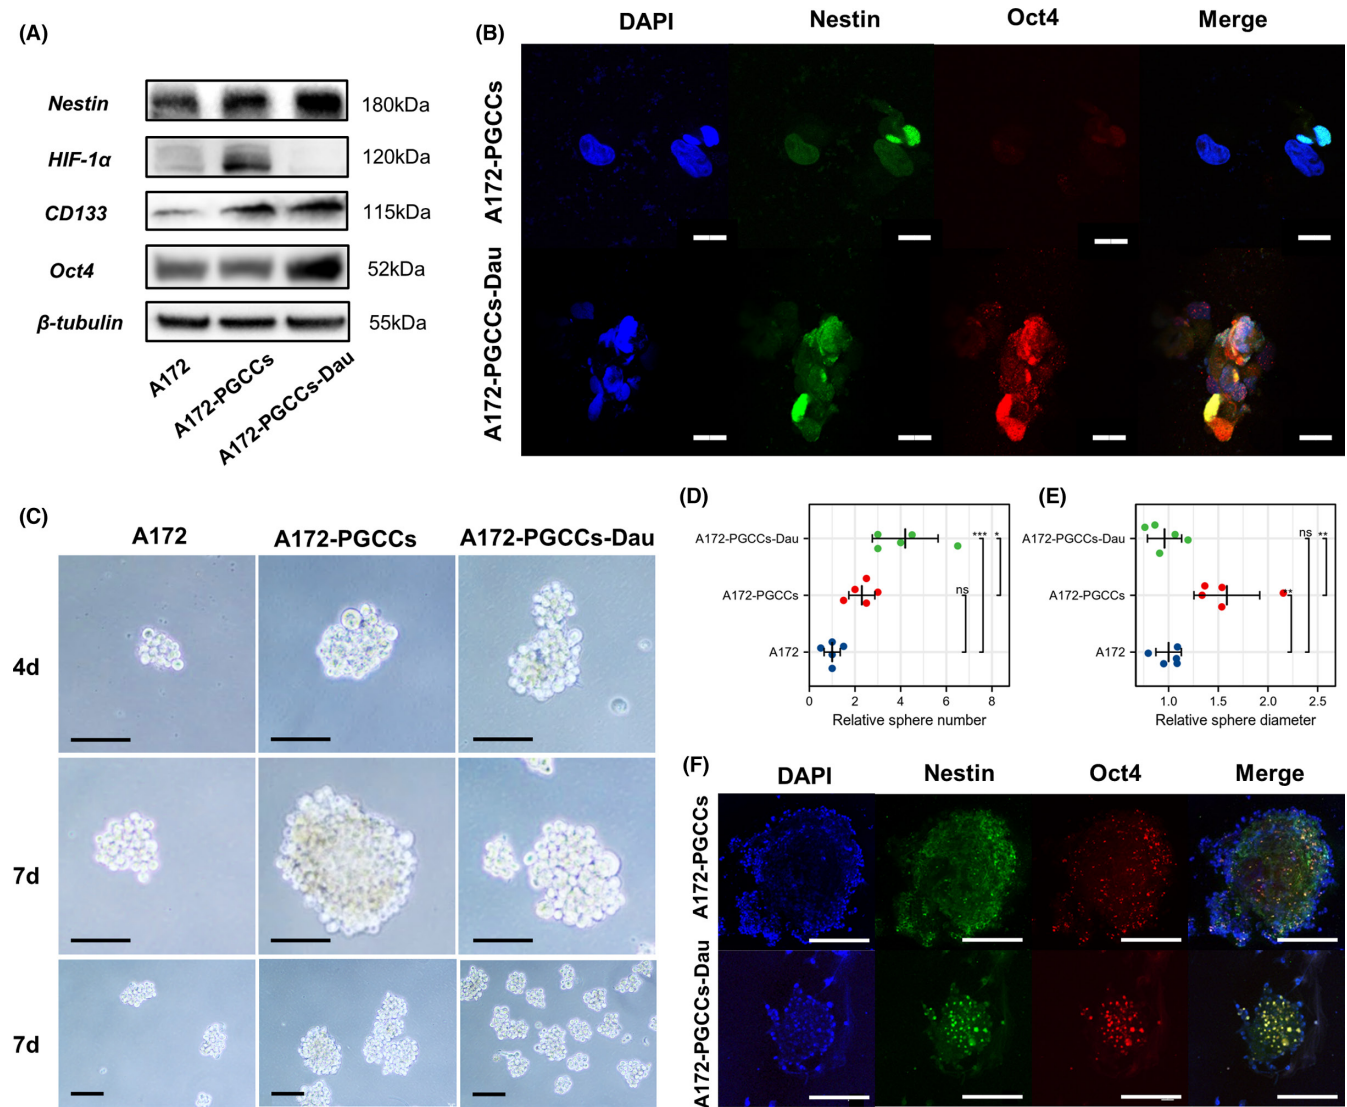 (A)
Nestin 180kDa
HIF-1α 120kDa
CD133 115kDa
Oct4 52kDa
β-tubulin 55kDa
A172
A172-PGCCs
A172-PGCCs-Dau
(B)
DAPI Nestin Oct4 Merge
A172-PGCCs
A172-PGCCs-Dau
(C)
A172 A172-PGCCs A172-PGCCs-Dau
4d
7d
7d
(D)
A172-PGCCs-Dau
A172-PGCCs
A172
*** *
ns
0 2 4 6 8
Relative sphere number
(E)
A172-PGCCs-Dau
A172-PGCCs
A172
ns **
**
1.0 1.5 2.0 2.5
Relative sphere diameter
(F)
DAPI Nestin Oct4 Merge
A172-PGCCs
A172-PGCCs-Dau